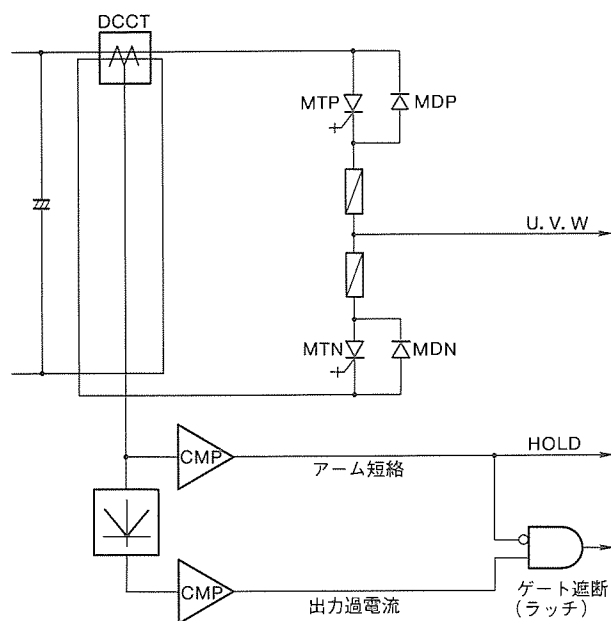 DCCT
MTP
MDP
U.V.W
MTN
MDN
CMP
アーム短絡
HOLD
CMP
出力過電流
ゲート遮断
(ラッチ)